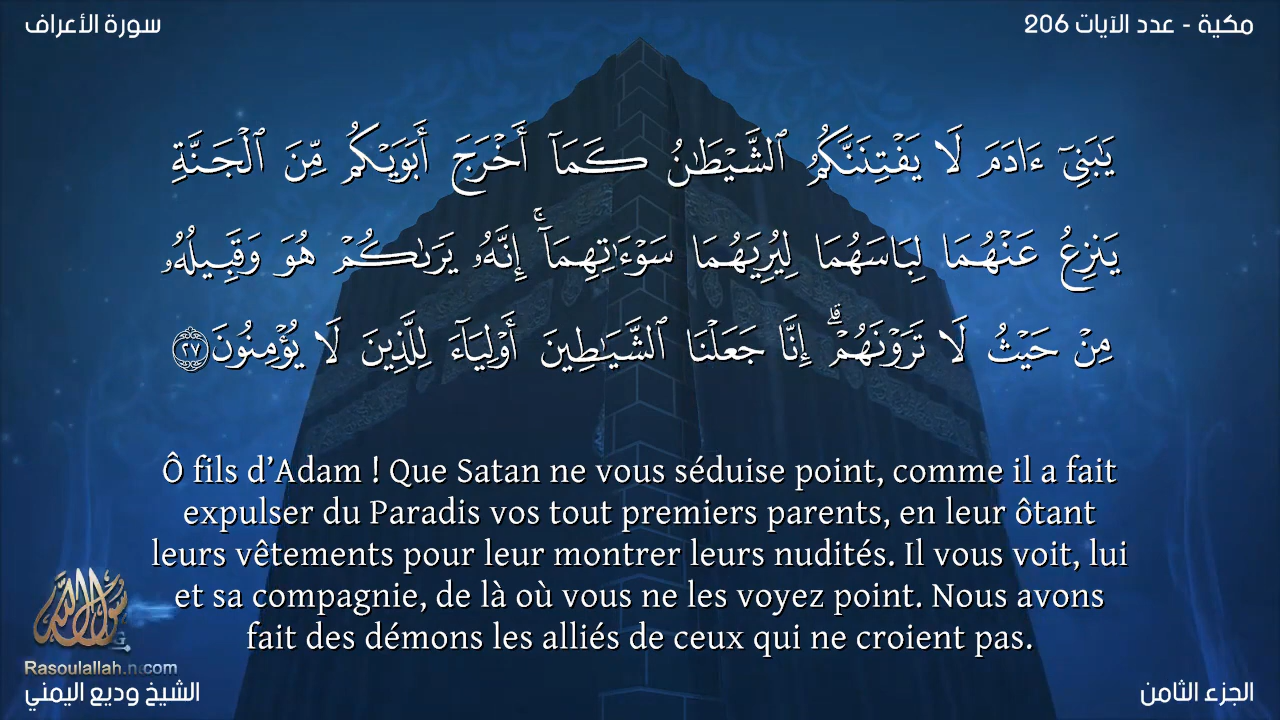 سورة الأعراف
مكية - عدد الآيات 206
يَٰبَنِىٓ ءَادَمَ لَا يَفْتِنَنَّكُمُ ٱلشَّيْطَٰنُ كَمَآ أَخْرَجَ أَبَوَيْكُم مِّنَ ٱلْجَنَّةِ
يَنزِعُ عَنْهُمَا لِبَاسَهُمَا لِيُرِيَهُمَا سَوْءَٰتِهِمَآ ۚ إِنَّهُۥ يَرَىٰكُمْ هُوَ وَقَبِيلُهُۥ
مِنْ حَيْثُ لَا تَرَوْنَهُمْ ۗ إِنَّا جَعَلْنَا ٱلشَّيَٰطِينَ أَوْلِيَآءَ لِلَّذِينَ لَا يُؤْمِنُونَ ٢٧
Ô fils d’Adam ! Que Satan ne vous séduise point, comme il a fait
expulser du Paradis vos tout premiers parents, en leur ôtant
leurs vêtements pour leur montrer leurs nudités. Il vous voit, lui
et sa compagnie, de là où vous ne les voyez point. Nous avons
fait des démons les alliés de ceux qui ne croient pas.
رسول الله
Rasoulallah.net
الشيخ وديع اليمني
الجزء الثامن